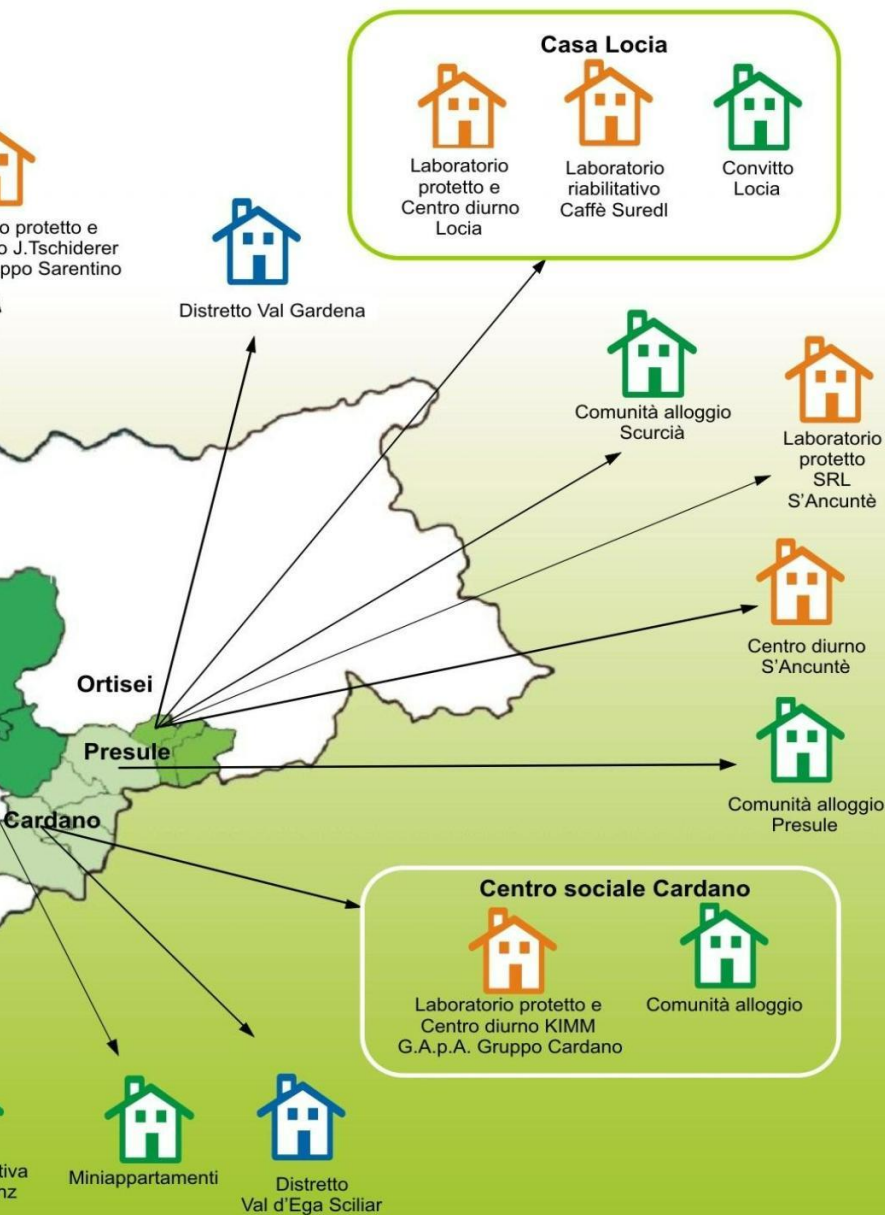 Casa Locia
Laboratorio
protetto e
Centro diurno
Locia
Laboratorio
riabilitativo
Caffè Suredl
Convitto
Locia
o protetto e
o J.Tschiderer
ppo Sarentino
Distretto Val Gardena
Comunità alloggio
Scurcià
Laboratorio
protetto
SRL
S'Ancuntè
Centro diurno
S'Ancuntè
Ortisei
Presule
Comunità alloggio
Presule
Cardano
Centro sociale Cardano
Laboratorio protetto e
Centro diurno KIMM
G.A.p.A. Gruppo Cardano
Comunità alloggio
tiva
nz
Miniappartamenti
Distretto
Val d'Ega Sciliar